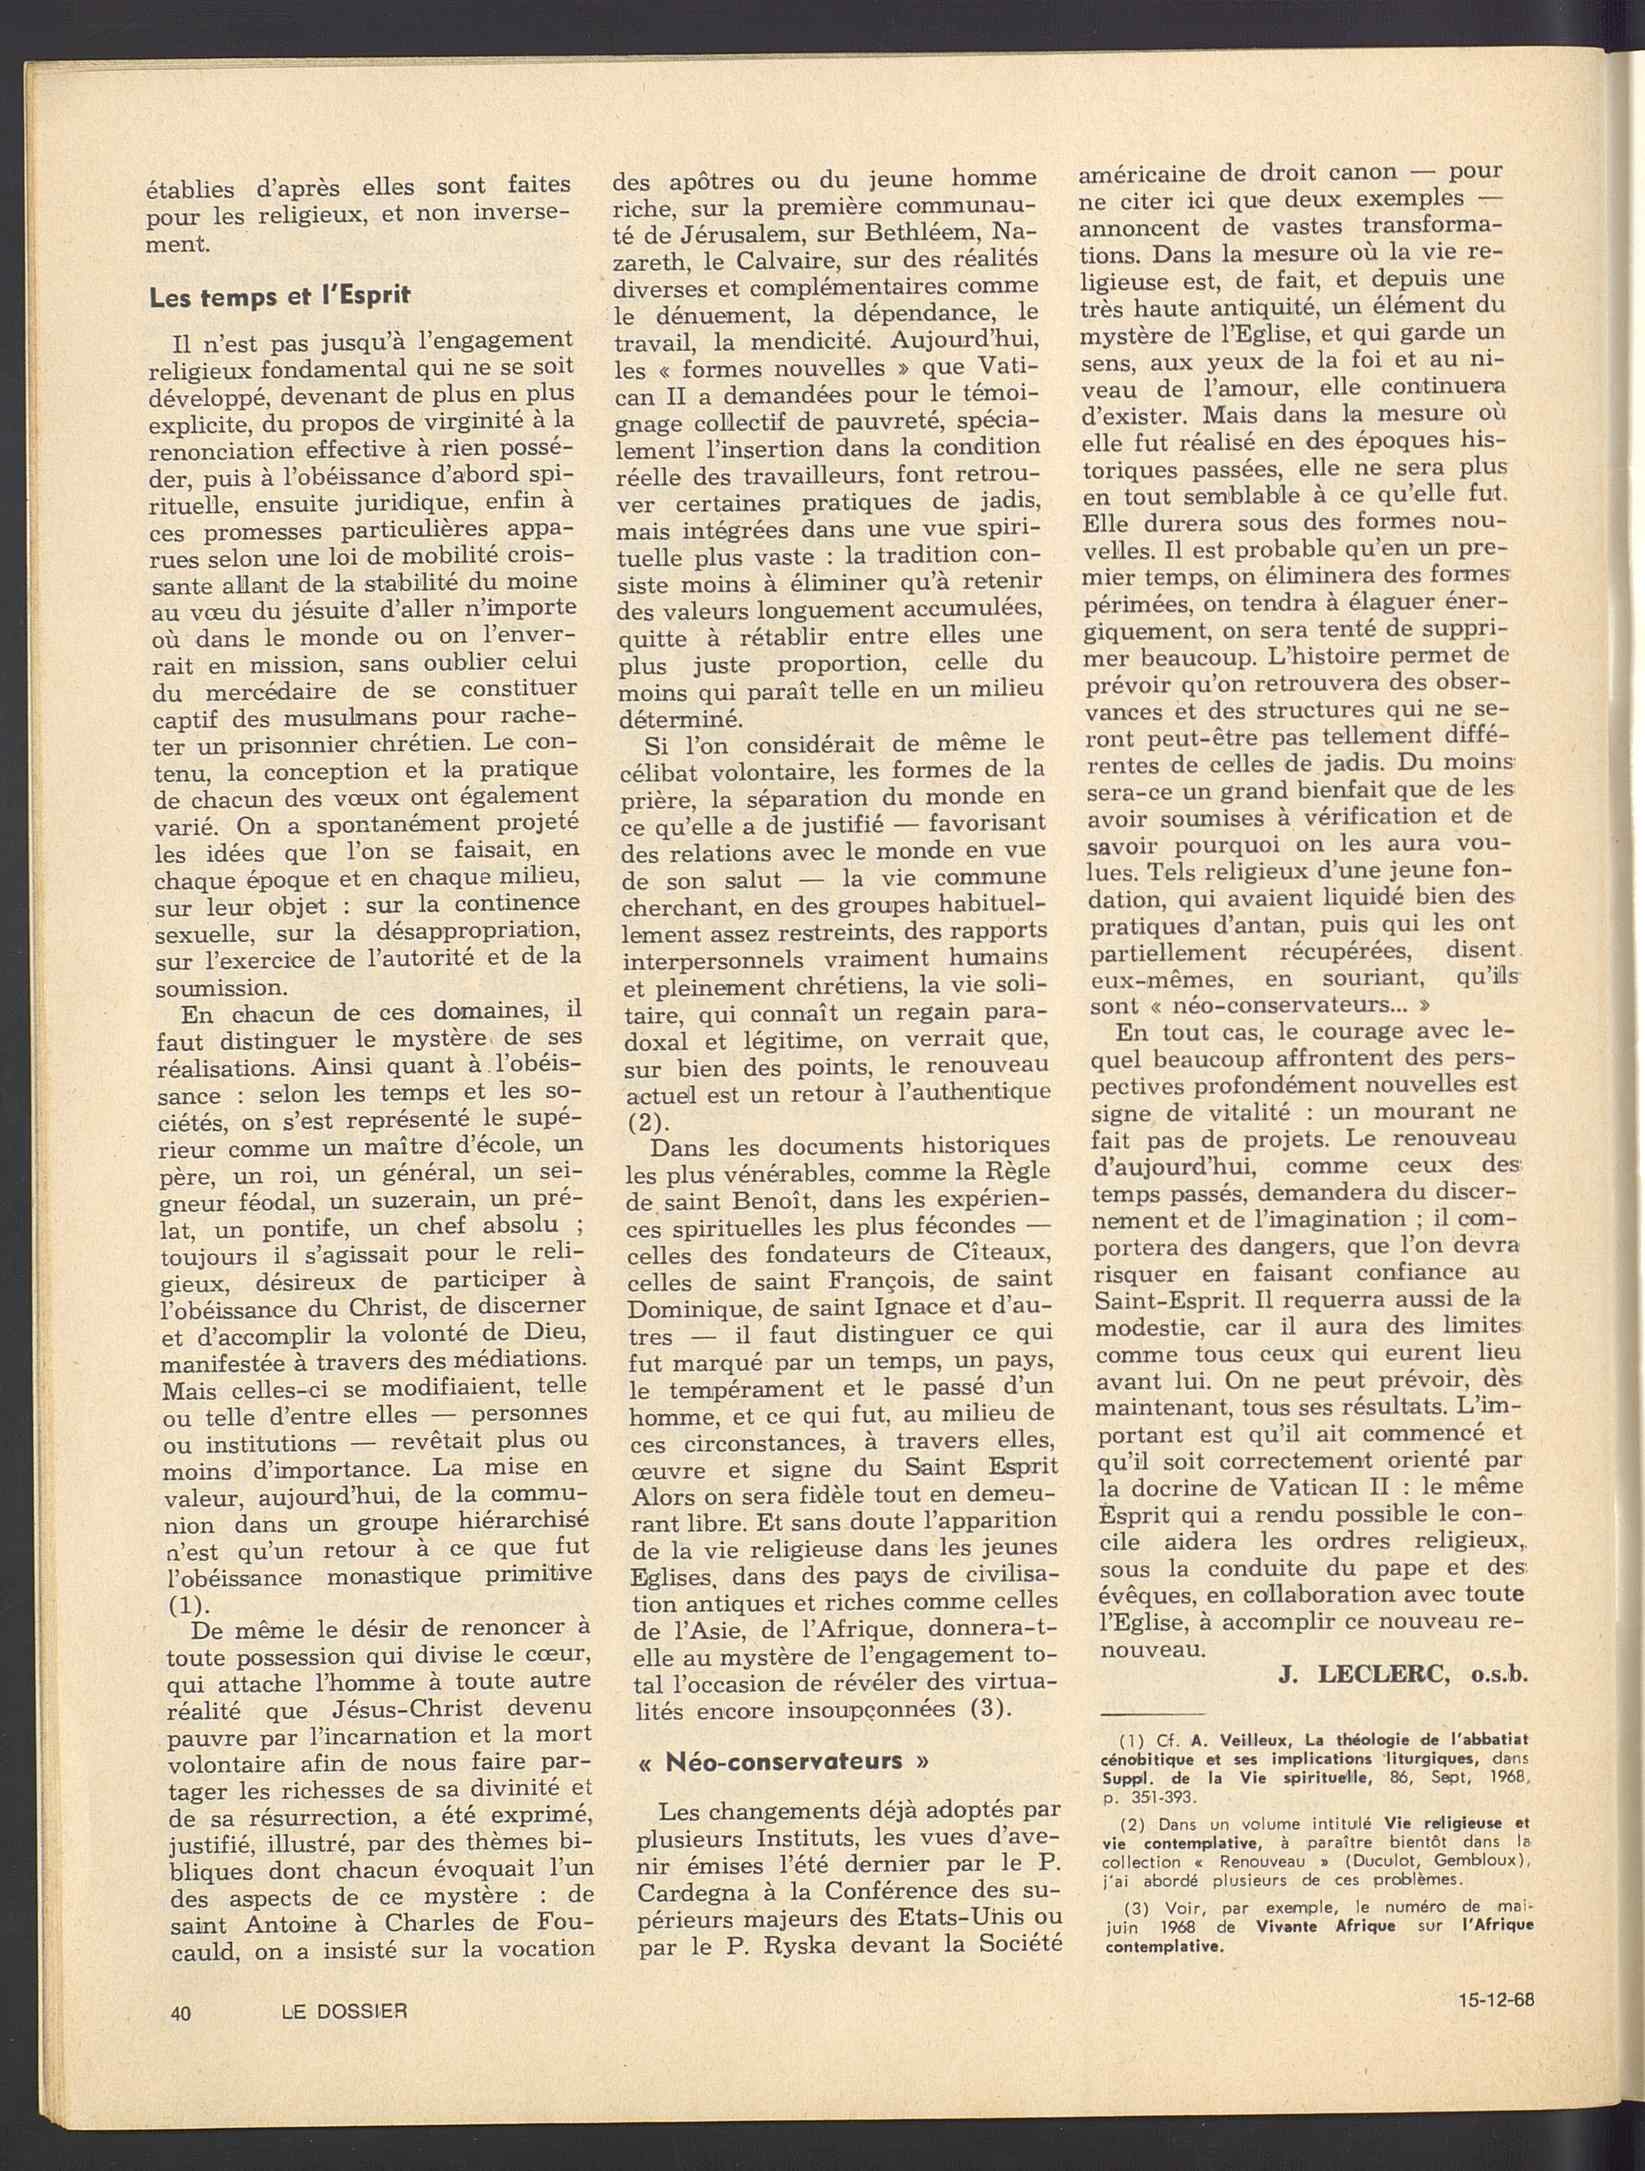 établies d'après elles sont faites
pour les religieux, et non inverse-
ment.
Les temps et l'Esprit
Il n'est pas jusqu'à l'engagement
religieux fondamental qui ne se soit
développé, devenant de plus en plus
explicite, du propos de virginité à la
renonciation effective à rien possé-
der, puis à l'obéissance d'abord spi-
rituelle, ensuite juridique, enfin à
ces promesses particulières appa-
rues selon une loi de mobilité crois-
sante allant de la stabilité du moine
au vœu du jésuite d'aller n'importe
où dans le monde ou on l'enver-
rait en mission, sans oublier celui
du mercédaire de se constituer
captif des musulmans pour rache-
ter un prisonnier chrétien. Le con-
tenu, la conception et la pratique
de chacun des vœux ont également
varié. On a spontanément projeté
les idées que l'on se faisait, en
chaque époque et en chaque milieu,
sur leur objet : sur la continence
sexuelle, sur la désappropriation,
sur l'exercice de l'autorité et de la
soumission.
En chacun de ces domaines, il
faut distinguer le mystère de ses
réalisations. Ainsi quant à l'obéis-
sance : selon les temps et les so-
ciétés, on s'est représenté le supé-
rieur comme un maître d'école, un
père, un roi, un général, un sei-
gneur féodal, un suzerain, un pré-
lat, un pontife, un chef absolu ;
toujours il s'agissait pour le reli-
gieux, désireux de participer à
l'obéissance du Christ, de discerner
et d'accomplir la volonté de Dieu,
manifestée à travers des médiations.
Mais celles-ci se modifiaient, telle
ou telle d'entre elles — personnes
ou institutions — revêtait plus ou
moins d'importance. La mise en
valeur, aujourd'hui, de la commu-
nion dans un groupe hiérarchisé
n'est qu'un retour à ce que fut
l'obéissance monastique primitive
(1).
De même le désir de renoncer à
toute possession qui divise le cœur,
qui attache l'homme à toute autre
réalité que Jésus-Christ devenu
pauvre par l'incarnation et la mort
volontaire afin de nous faire par-
tager les richesses de sa divinité et
de sa résurrection, a été exprimé,
justifié, illustré, par des thèmes bi-
bliques dont chacun évoquait l'un
des aspects de ce mystère : de
saint Antoine à Charles de Fou-
cauld, on a insisté sur la vocation
des apôtres ou du jeune homme
riche, sur la première communau-
té de Jérusalem, sur Bethléem, Na-
zareth, le Calvaire, sur des réalités
diverses et complémentaires comme
le dénuement, la dépendance, le
travail, la mendicité. Aujourd'hui,
les « formes nouvelles » que Vati-
can II a demandées pour le témoi-
gnage collectif de pauvreté, spécia-
lement l'insertion dans la condition
réelle des travailleurs, font retrou-
ver certaines pratiques de jadis,
mais intégrées dans une vue spiri-
tuelle plus vaste : la tradition con-
siste moins à éliminer qu'à retenir
des valeurs longuement accumulées,
quitte à rétablir entre elles une
plus juste proportion, celle du
moins qui paraît telle en un milieu
déterminé.
Si l'on considérait de même le
célibat volontaire, les formes de la
prière, la séparation du monde en
ce qu'elle a de justifié — favorisant
des relations avec le monde en vue
de son salut — la vie commune
cherchant, en des groupes habituel-
lement assez restreints, des rapports
interpersonnels vraiment humains
et pleinement chrétiens, la vie soli-
taire, qui connaît un regain para-
doxal et légitime, on verrait que,
sur bien des points, le renouveau
actuel est un retour à l'authentique
(2).
Dans les documents historiques
les plus vénérables, comme la Règle
de saint Benoît, dans les expérien-
ces spirituelles les plus fécondes —
celles des fondateurs de Cîteaux,
celles de saint François, de saint
Dominique, de saint Ignace et d'au-
tres — il faut distinguer ce qui
fut marqué par un temps, un pays,
le tempérament et le passé d'un
homme, et ce qui fut, au milieu de
ces circonstances, à travers elles,
œuvre et signe du Saint Esprit
Alors on sera fidèle tout en demeu-
rant libre. Et sans doute l'apparition
de la vie religieuse dans les jeunes
Eglises, dans des pays de civilisa-
tion antiques et riches comme celles
de l'Asie, de l'Afrique, donnera-t-
elle au mystère de l'engagement to-
tal l'occasion de révéler des virtua-
lités encore insoupçonnées (3).
« Néo-conservateurs »
Les changements déjà adoptés par
plusieurs Instituts, les vues d'ave-
nir émises l'été dernier par le P.
Cardegna à la Conférence des su-
périeurs majeurs des Etats-Unis ou
par le P. Ryska devant la Société
américaine de droit canon — pour
ne citer ici que deux exemples —
annoncent de vastes transforma-
tions. Dans la mesure où la vie re-
ligieuse est, de fait, et depuis une
très haute antiquité, un élément du
mystère de l'Eglise, et qui garde un
sens, aux yeux de la foi et au ni-
veau de l'amour, elle continuera
d'exister. Mais dans la mesure où
elle fut réalisé en des époques his-
toriques passées, elle ne sera plus
en tout semblable à ce qu'elle fut.
Elle durera sous des formes nou-
velles. Il est probable qu'en un pre-
mier temps, on éliminera des formes
périmées, on tendra à élaguer éner-
giquement, on sera tenté de suppri-
mer beaucoup. L'histoire permet de
prévoir qu'on retrouvera des obser-
vances et des structures qui ne se-
ront peut-être pas tellement diffé-
rentes de celles de jadis. Du moins
sera-ce un grand bienfait que de les
avoir soumises à vérification et de
savoir pourquoi on les aura vou-
lues. Tels religieux d'une jeune fon-
dation, qui avaient liquidé bien des
pratiques d'antan, puis qui les ont
partiellement récupérées, disent
eux-mêmes, en souriant, qu'ils
sont « néo-conservateurs... »
En tout cas, le courage avec le-
quel beaucoup affrontent des pers-
pectives profondément nouvelles est
signe de vitalité : un mourant ne
fait pas de projets. Le renouveau
d'aujourd'hui, comme ceux des
temps passés, demandera du discer-
nement et de l'imagination ; il com-
portera des dangers, que l'on devra
risquer en faisant confiance au
Saint-Esprit. Il requerra aussi de la
modestie, car il aura des limites
comme tous ceux qui eurent lieu
avant lui. On ne peut prévoir, dès
maintenant, tous ses résultats. L'im-
portant est qu'il ait commencé et
qu'il soit correctement orienté par
la docrine de Vatican II : le même
Esprit qui a rendu possible le con-
cile aidera les ordres religieux,
sous la conduite du pape et des
évêques, en collaboration avec toute
l'Eglise, à accomplir ce nouveau re-
nouveau.
J. LECLERC, o.s.b.
(1) Cf. A. Veilleux, La théologie de l'abbatiat
cénobitique et ses implications liturgiques, dans
Suppl. de la Vie spirituelle, 86, Sept, 1968,
p. 351-393.
(2) Dans un volume intitulé Vie religieuse et
vie contemplative, à paraître bientôt dans la
collection « Renouveau » (Duculot, Gembloux),
j'ai abordé plusieurs de ces problèmes.
(3) Voir, par exemple, le numéro de mai-
juin 1968 de Vivante Afrique sur l'Afrique
contemplative.
40 LE DOSSIER
15-12-68